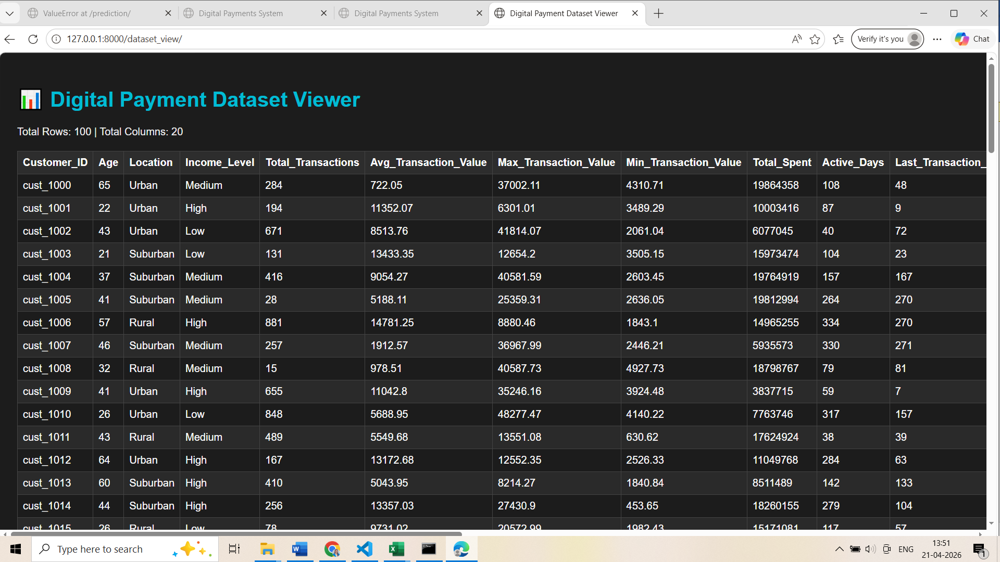 ValueError at /prediction/
Digital Payments System
Digital Payments System
Digital Payment Dataset Viewer
127.0.0.1:8000/dataset_view/
Verify it's you
Chat
Digital Payment Dataset Viewer
Total Rows: 100 | Total Columns: 20
Customer_ID Age Location Income_Level Total_Transactions Avg_Transaction_Value Max_Transaction_Value Min_Transaction_Value Total_Spent Active_Days Last_Transaction_
cust_1000 65 Urban Medium 284 722.05 37002.11 4310.71 19864358 108 48
cust_1001 22 Urban High 194 11352.07 6301.01 3489.29 10003416 87 9
cust_1002 43 Urban Low 671 8513.76 41814.07 2061.04 6077045 40 72
cust_1003 21 Suburban Low 131 13433.35 12654.2 3505.15 15973474 104 23
cust_1004 37 Suburban Medium 416 9054.27 40581.59 2603.45 19764919 157 167
cust_1005 41 Suburban Medium 28 5188.11 25359.31 2636.05 19812994 264 270
cust_1006 57 Rural High 881 14781.25 8880.46 1843.1 14965255 334 270
cust_1007 46 Suburban Medium 257 1912.57 36967.99 2446.21 5935573 330 271
cust_1008 32 Rural Medium 15 978.51 40587.73 4927.73 18798767 79 81
cust_1009 41 Urban High 655 11042.8 35246.16 3924.48 3837715 59 7
cust_1010 26 Urban Low 848 5688.95 48277.47 4140.22 7763746 317 157
cust_1011 43 Rural Medium 489 5549.68 13551.08 630.62 17624924 38 39
cust_1012 64 Urban High 167 13172.68 12552.35 2526.33 11049768 284 63
cust_1013 60 Suburban High 410 5043.95 8214.27 1840.84 8511489 142 133
cust_1014 44 Suburban High 256 13357.03 27430.9 453.65 18260155 279 104
cust_1015 26 Rural Low 78 9731.02 20572.99 1982.43 15171081 117 57
Type here to search
ENG
13:51
21-04-2026
1